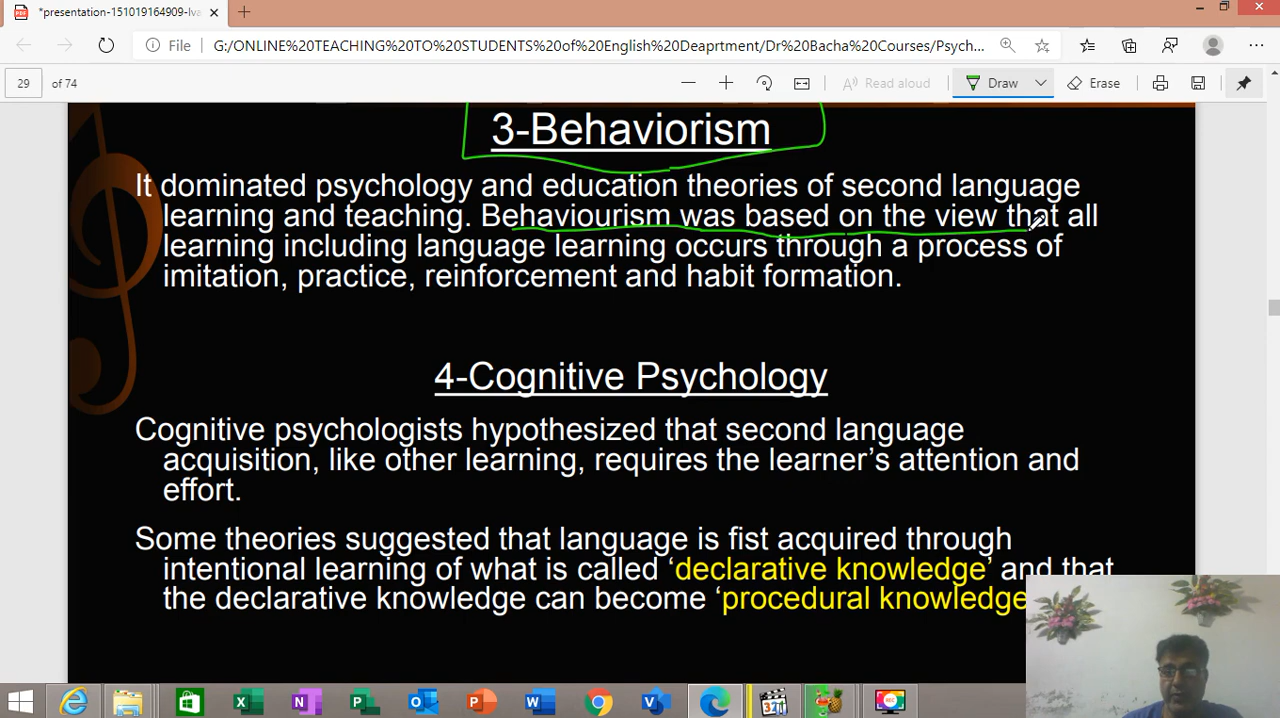 *presentation-151019164909-lva
File
G:/ONLINE%20TEACHING%20TO%20STUDENTS%20of%20English%20Deaprtment/Dr%20Bacha%20Courses/Psych...
29 of 74
Read aloud
Draw
Erase
3-Behaviorism
It dominated psychology and education theories of second language
learning and teaching. Behaviourism was based on the view that all
learning including language learning occurs through a process of
imitation, practice, reinforcement and habit formation.
4-Cognitive Psychology
Cognitive psychologists hypothesized that second language
acquisition, like other learning, requires the learner’s attention and
effort.
Some theories suggested that language is fist acquired through
intentional learning of what is called ‘declarative knowledge’ and that
the declarative knowledge can become ‘procedural knowledge